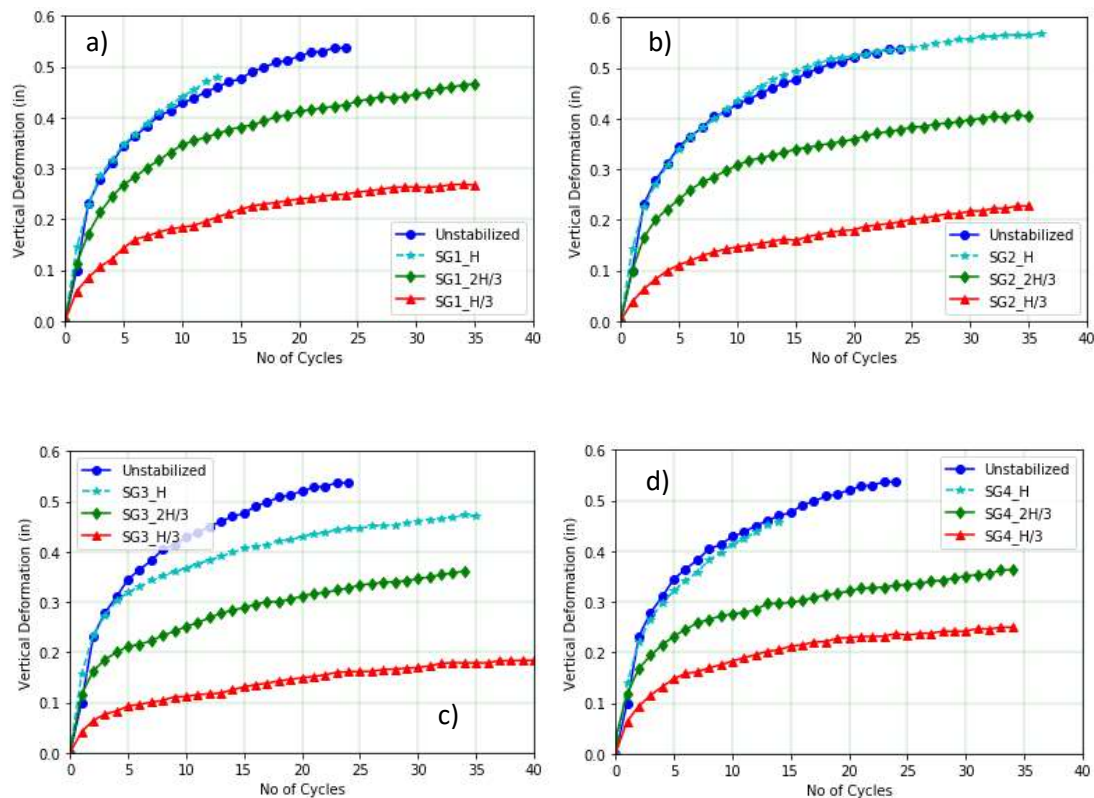 a)
0.6
0.5
0.4
0.3
0.2
0.1
0.0
Vertical Deformation (in)
Unstabilized
SG1_H
SG1_2H/3
SG1_H/3
0 5 10 15 20 25 30 35 40
No of Cycles
b)
0.6
0.5
0.4
0.3
0.2
0.1
0.0
Vertical Deformation (in)
Unstabilized
SG2_H
SG2_2H/3
SG2_H/3
0 5 10 15 20 25 30 35 40
No of Cycles
0.6
0.5
0.4
0.3
0.2
0.1
0.0
Vertical Deformation (in)
Unstabilized
SG3_H
SG3_2H/3
SG3_H/3
c)
0 5 10 15 20 25 30 35 40
No of Cycles
d)
0.6
0.5
0.4
0.3
0.2
0.1
0.0
Vertical Deformation (in)
Unstabilized
SG4_H
SG4_2H/3
SG4_H/3
0 5 10 15 20 25 30 35 40
No of Cycles